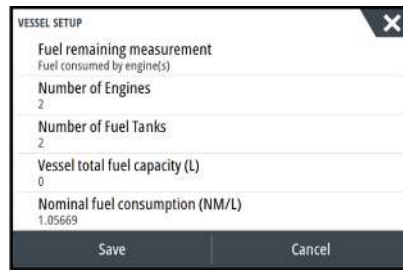 VESSEL SETUP
Fuel remaining measurement
Fuel consumed by engine(s)
Number of Engines
2
Number of Fuel Tanks
2
Vessel total fuel capacity (L)
0
Nominal fuel consumption (NM/L)
1.05669
Save Cancel